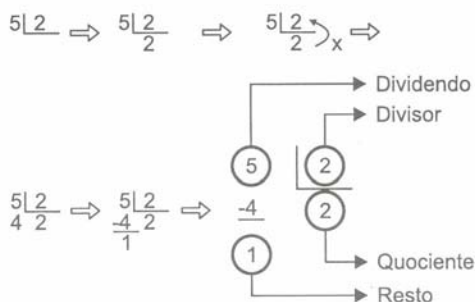 5 2 ⇨ 5 2 ⇨ 5 2 ⇨
2 2 x
Dividendo
Divisor
5 2 ⇨ 5 2 ⇨ 5 2
4 2 -4 2 -4 2
1 1
Quociente
Resto